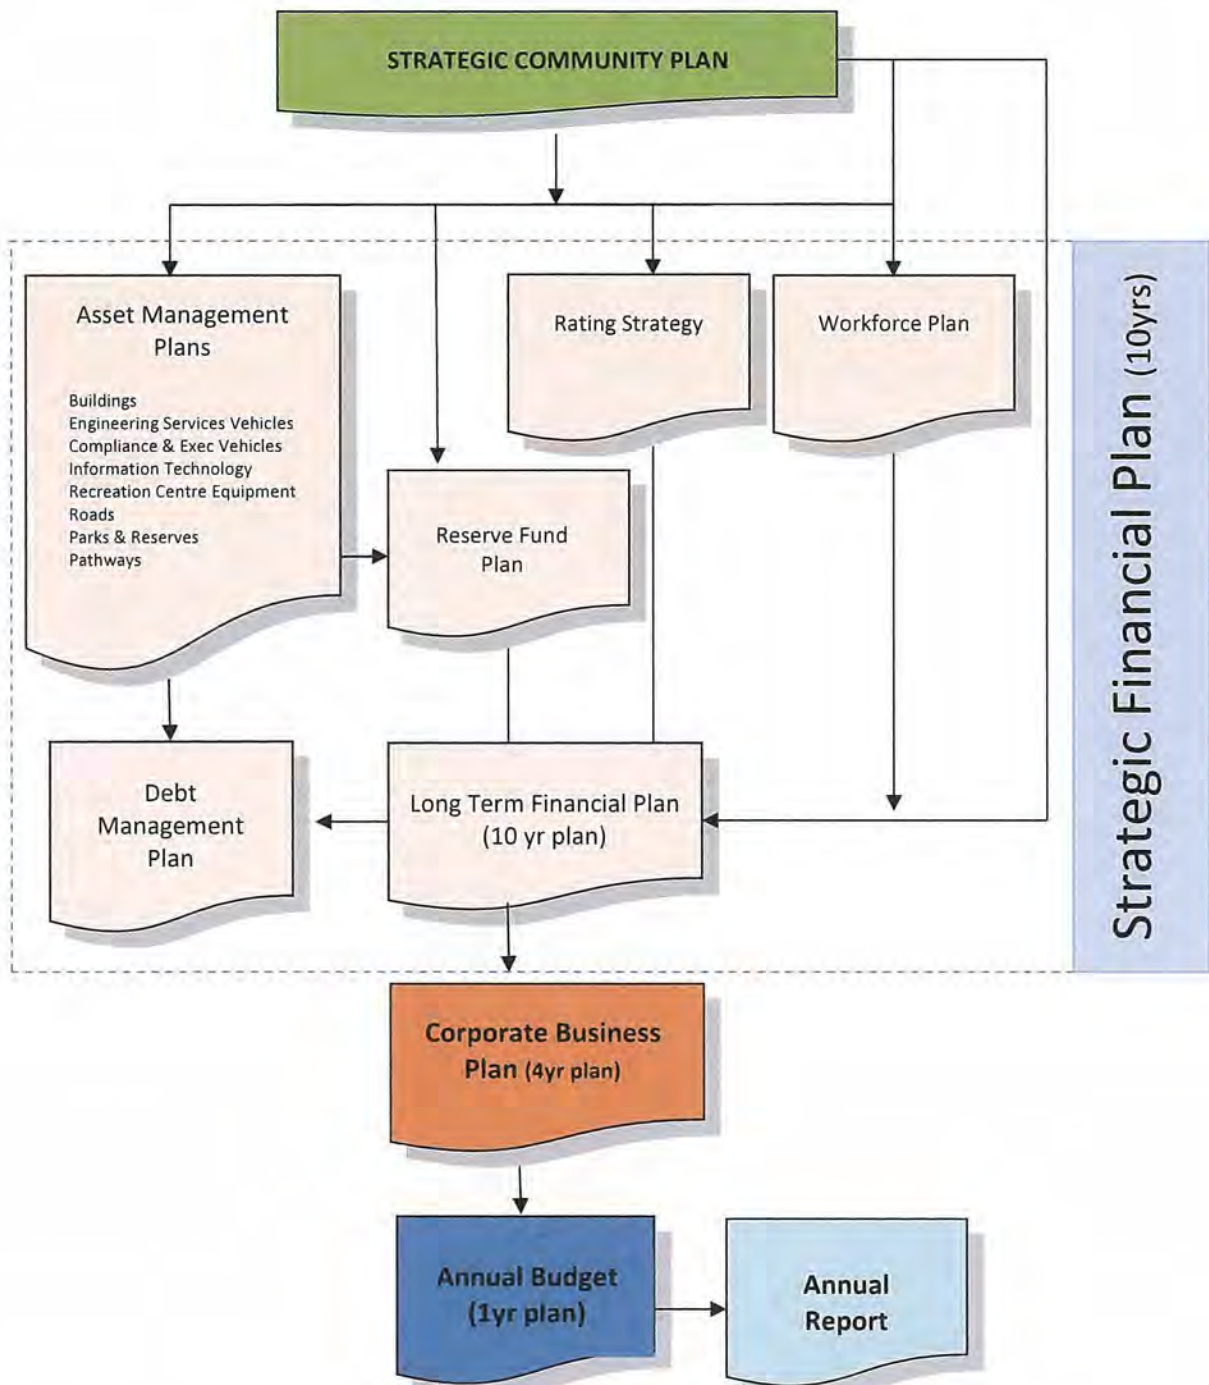 STRATEGIC COMMUNITY PLAN
Asset Management
Plans
Buildings
Engineering Services Vehicles
Compliance & Exec Vehicles
Information Technology
Recreation Centre Equipment
Roads
Parks & Reserves
Pathways
Rating Strategy
Workforce Plan
Reserve Fund
Plan
Debt
Management
Plan
Long Term Financial Plan
(10 yr plan)
Strategic Financial Plan (10yrs)
Corporate Business
Plan (4yr plan)
Annual Budget
(1yr plan)
Annual
Report